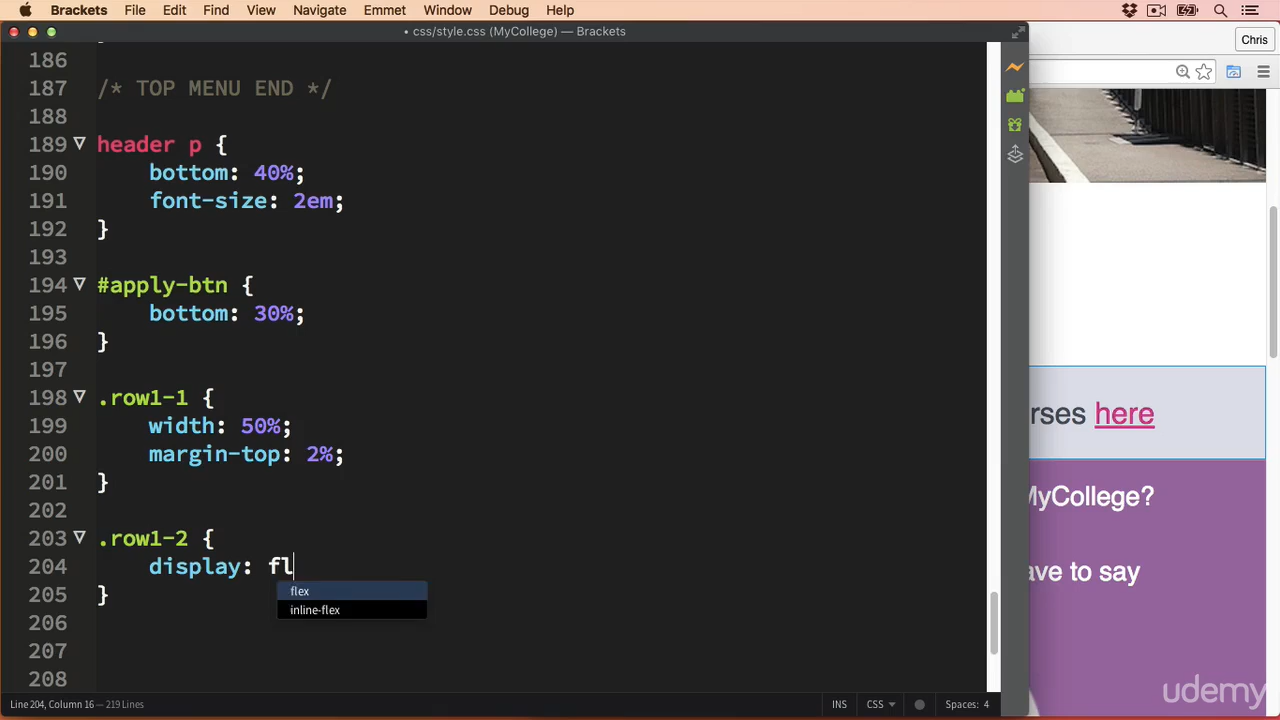 Brackets File Edit Find View Navigate Emmet Window Debug Help
• css/style.css (MyCollege) — Brackets
Chris
186
187 /* TOP MENU END */
188
189 header p {
190 bottom: 40%;
191 font-size: 2em;
192 }
193
194 #apply-btn {
195 bottom: 30%;
196 }
197
198 .row1-1 {
199 width: 50%;
200 margin-top: 2%;
201 }
202
203 .row1-2 {
204 display: fl
flex
205 }
inline-flex
206
207
208
rses here
MyCollege?
ave to say
udemy
Line 204, Column 16 — 219 Lines
INS CSS Spaces: 4